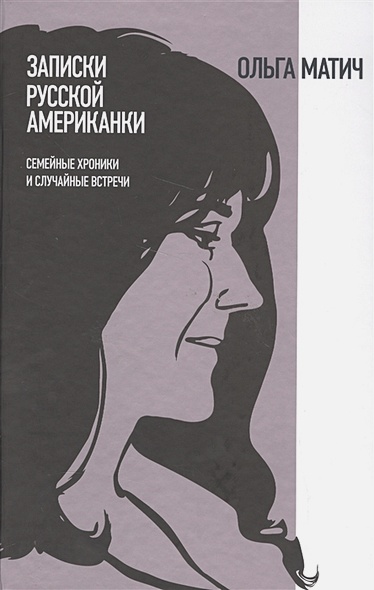 ОЛЬГА МАТИЧ
ЗАПИСКИ
РУССКОЙ
АМЕРИКАНКИ
СЕМЕЙНЫЕ ХРОНИКИ
И СЛУЧАЙНЫЕ ВСТРЕЧИ